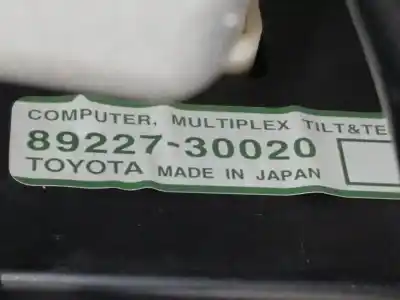 COMPUTER, MULTIPLEX TILT&TE
89227-30020
TOYOTA MADE IN JAPAN